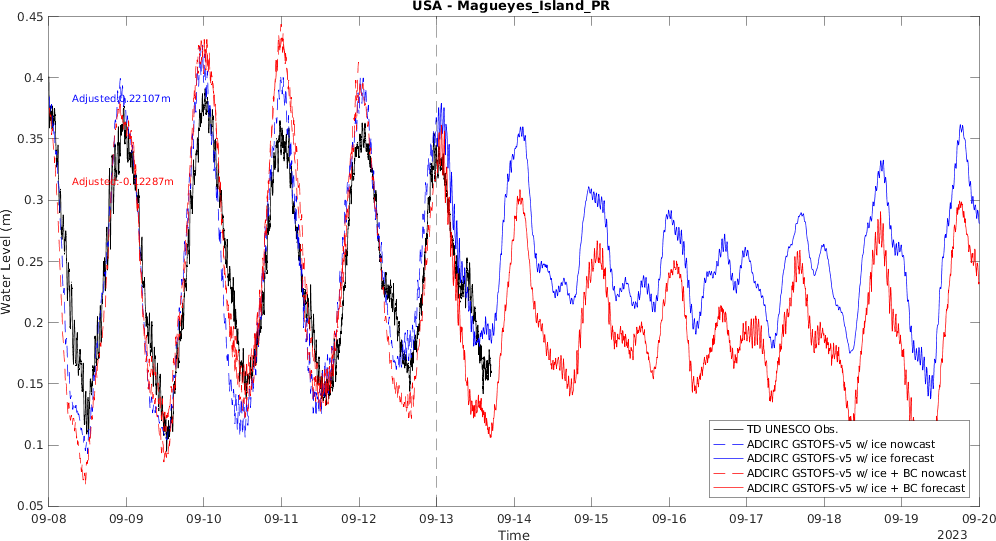 USA - Magueyes_Island_PR
0.45
0.4
0.35
0.3
0.25
0.2
0.15
0.1
0.05
Water Level (m)
Adjusted:0.22107m
Adjusted:-0.12287m
TD UNESCO Obs.
ADCIRC GSTOFS-v5 w/ ice nowcast
ADCIRC GSTOFS-v5 w/ ice forecast
ADCIRC GSTOFS-v5 w/ ice + BC nowcast
ADCIRC GSTOFS-v5 w/ ice + BC forecast
09-08 09-09 09-10 09-11 09-12 09-13 09-14 09-15 09-16 09-17 09-18 09-19 09-20
Time
2023